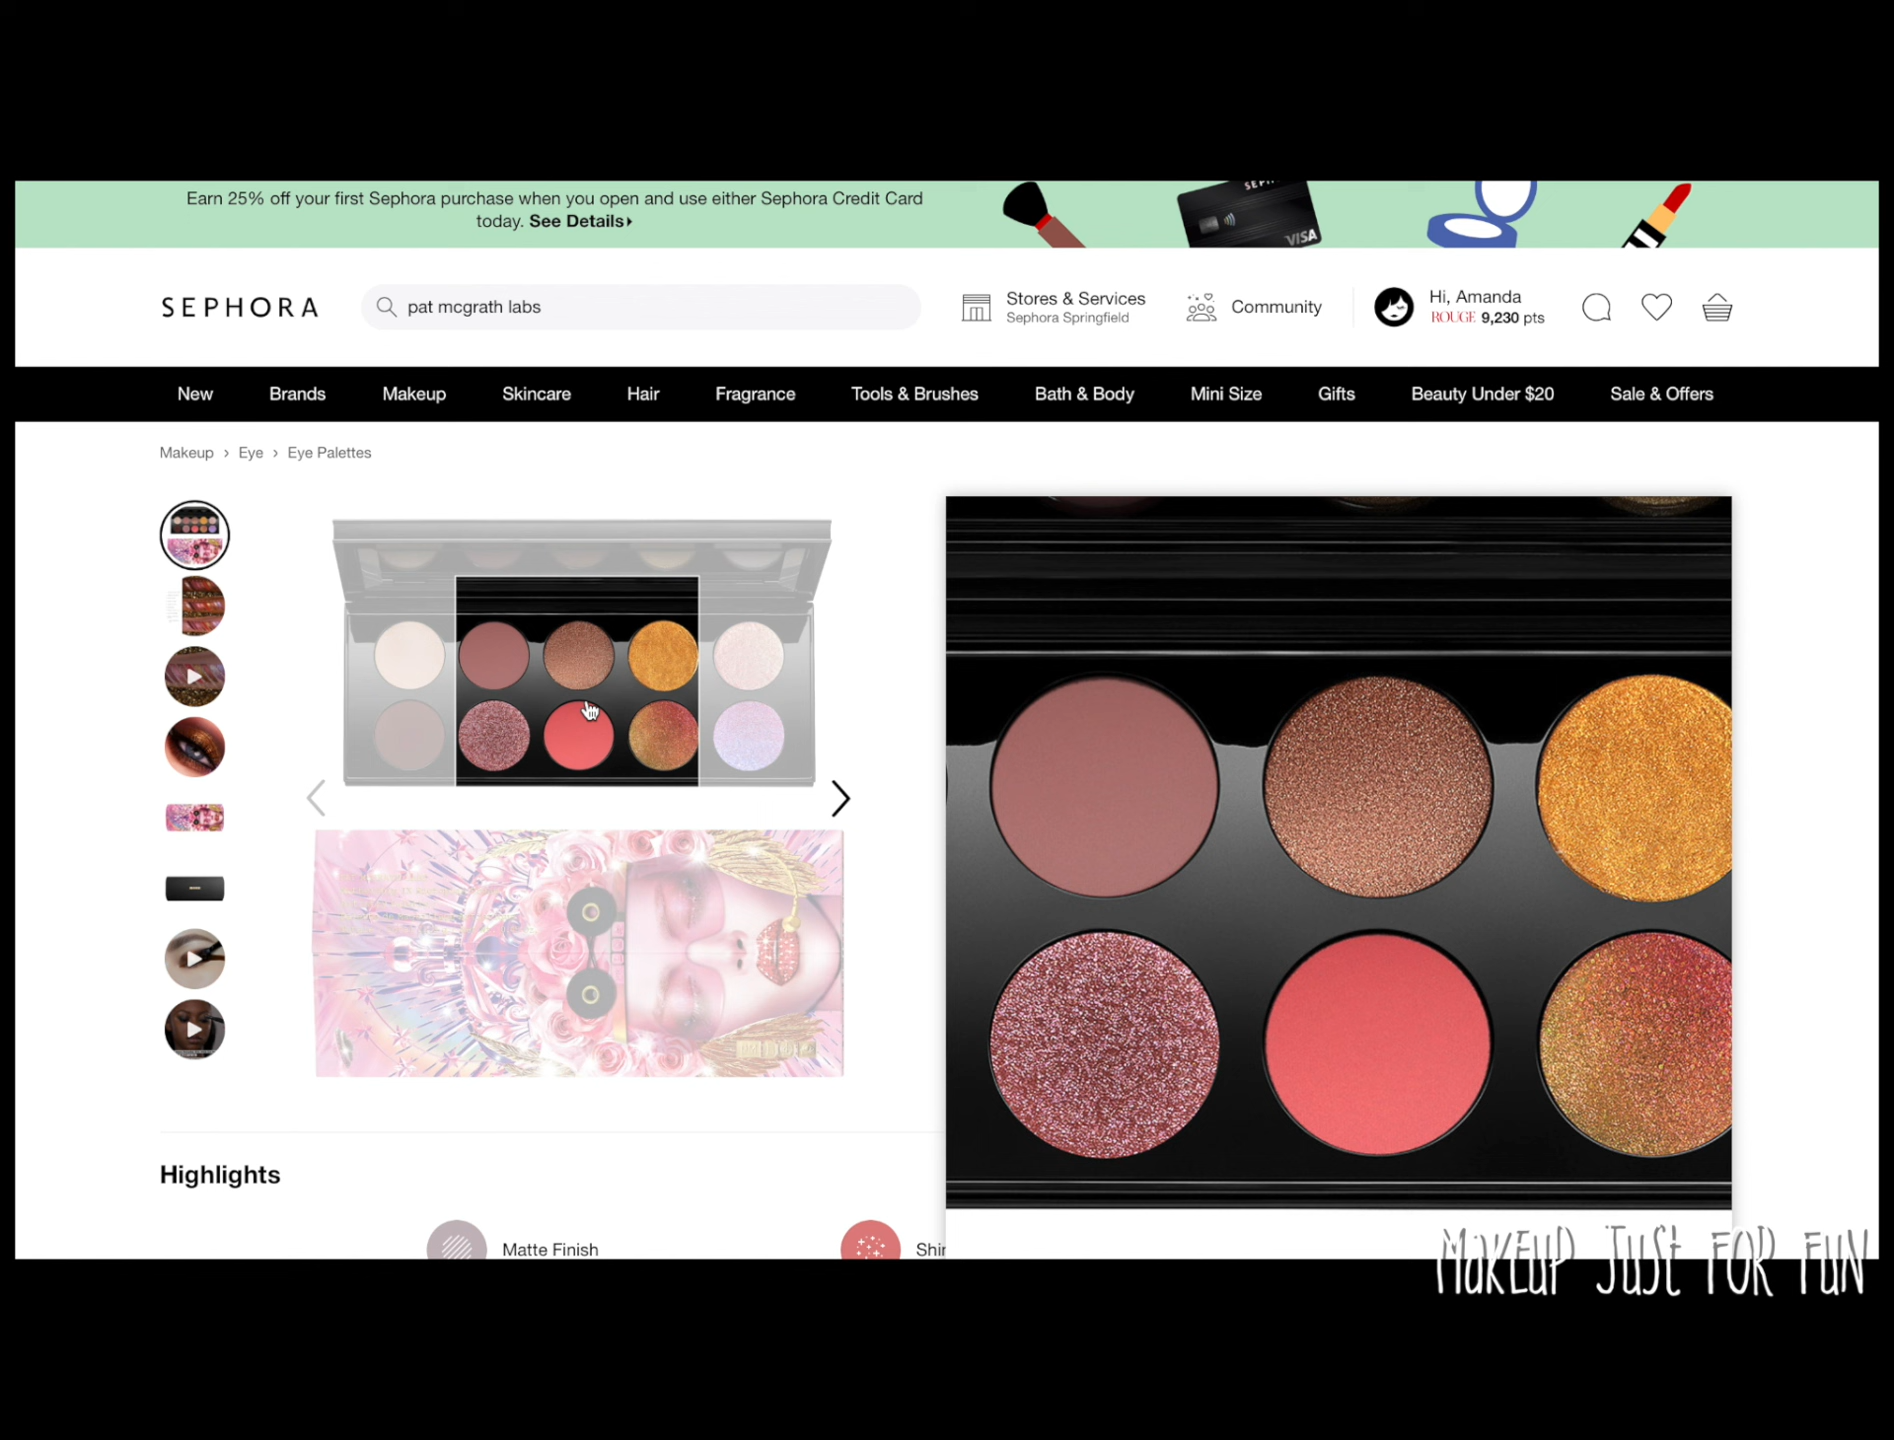 Earn 25% off your first Sephora purchase when you open and use either Sephora Credit Card
today. See Details
SEPHORA
pat mcgrath labs
Stores & Services
Sephora Springfield
Community
Hi, Amanda
ROUGE 9,230 pts
VISA
New Brands Makeup Skincare Hair Fragrance Tools & Brushes Bath & Body Mini Size Gifts Beauty Under $20 Sale & Offers
Makeup > Eye > Eye Palettes
Highlights
Matte Finish
MAKEUP JUST FOR FUN